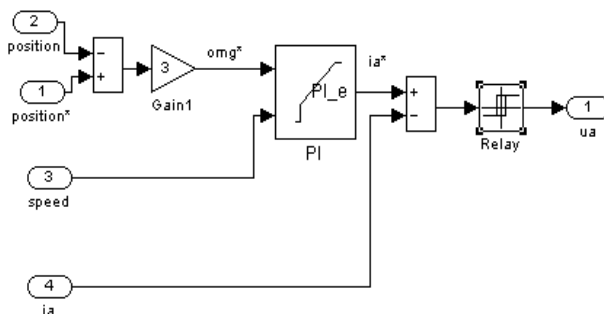 2
position
−
+
1
position*
3
Gain1
omg*
PI_e
PI
ia*
+
−
Relay
1
ua
3
speed
4
ia